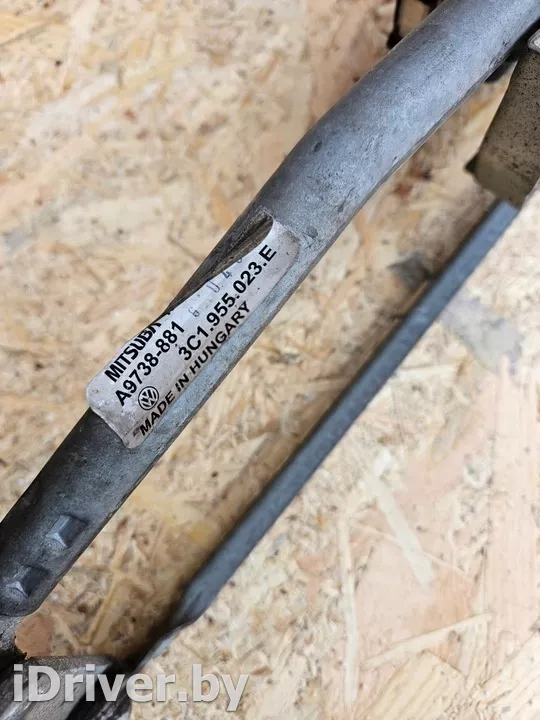 MITSUBA
A9738-881
3C1.955.023.E
MADE IN HUNGARY
iDriver.by